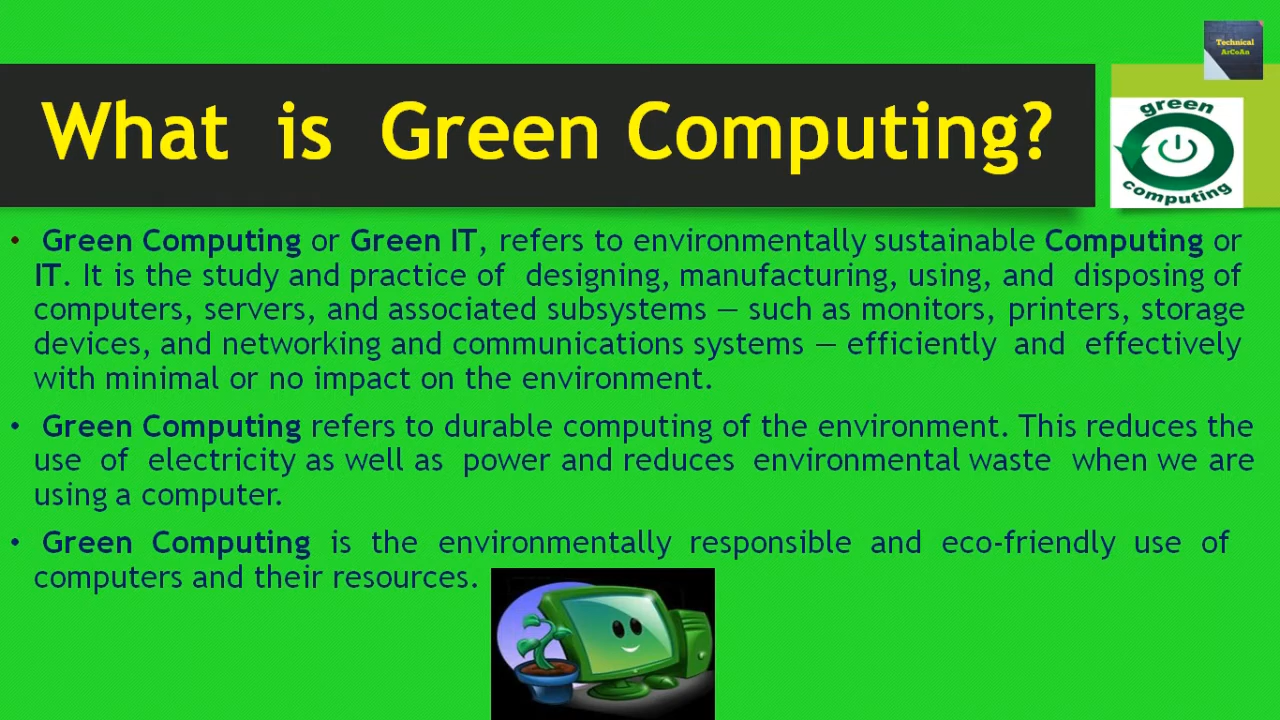 Technical
ArCoAn
What is Green Computing?
green
computing
• Green Computing or Green IT, refers to environmentally sustainable Computing or
IT. It is the study and practice of designing, manufacturing, using, and disposing of
computers, servers, and associated subsystems — such as monitors, printers, storage
devices, and networking and communications systems — efficiently and effectively
with minimal or no impact on the environment.
• Green Computing refers to durable computing of the environment. This reduces the
use of electricity as well as power and reduces environmental waste when we are
using a computer.
• Green Computing is the environmentally responsible and eco-friendly use of
computers and their resources.